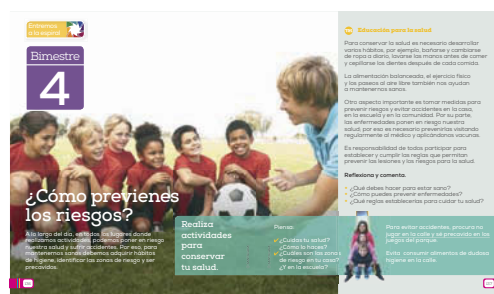 Entremos
a la espiral
Bimestre
4
¿Cómo previenes
los riesgos?
A lo largo del día, en todos los lugares donde
realizamos actividades, podemos poner en riesgo
nuestra salud y sufrir accidentes. Por eso, para
mantenernos sanos debemos adquirir hábitos
de higiene, identificar las zonas de riesgo y ser
precavidos.
Realiza
actividades
para
conservar
tu salud.
Piensa:
¿Cuidas tu salud?
¿Cómo lo haces?
¿Cuáles son las zonas
de riesgo en su casa?
¿Y en la escuela?
Educación para la salud
Para conservar la salud es necesario desarrollar
varios hábitos, por ejemplo, bañarse y cambiarse
de ropa a diario, lavarse las manos antes de comer
y cepillarse los dientes después de cada comida.
La alimentación balanceada, el ejercicio físico
y los paseos al aire libre también nos ayudan
a mantenernos sanos.
Otro aspecto importante es tomar medidas para
prevenir riesgos y evitar accidentes en la casa,
en la escuela y en la comunidad. Por su parte,
las enfermedades ponen en riesgo nuestra
salud, por eso es necesario prevenirlas visitando
regularmente al médico y aplicándonos vacunas.
Es responsabilidad de todos participar para
establecer y cumplir las reglas que permitan
prevenir las lesiones y los riesgos para la salud.
Reflexiona y comenta.
¿Qué debes hacer para estar sano?
¿Cómo puedes prevenir enfermedades?
¿Qué reglas establecerías para cuidar tu salud?
Para evitar accidentes, procura no
jugar en la calle y sé precavido en los
juegos del parque.
Evita consumir alimentos de dudosa
higiene en la calle.